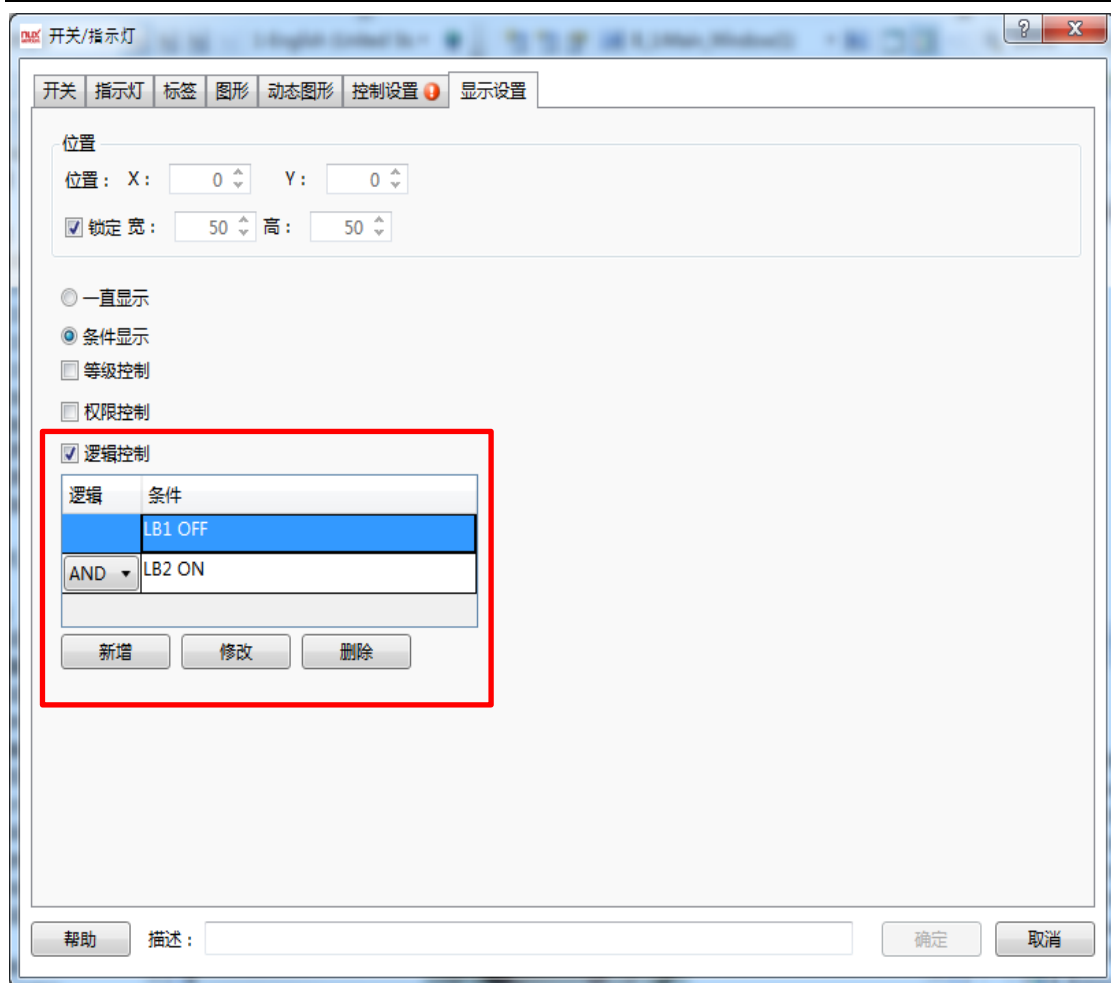 开关/指示灯
开关 指示灯 标签 图形 动态图形 控制设置 显示设置
位置
位置： X： 0 Y： 0
锁定 宽： 50 高： 50
一直显示
条件显示
等级控制
权限控制
逻辑控制
逻辑 条件
LB1 OFF
AND LB2 ON
新增 修改 删除
帮助 描述： 确定 取消